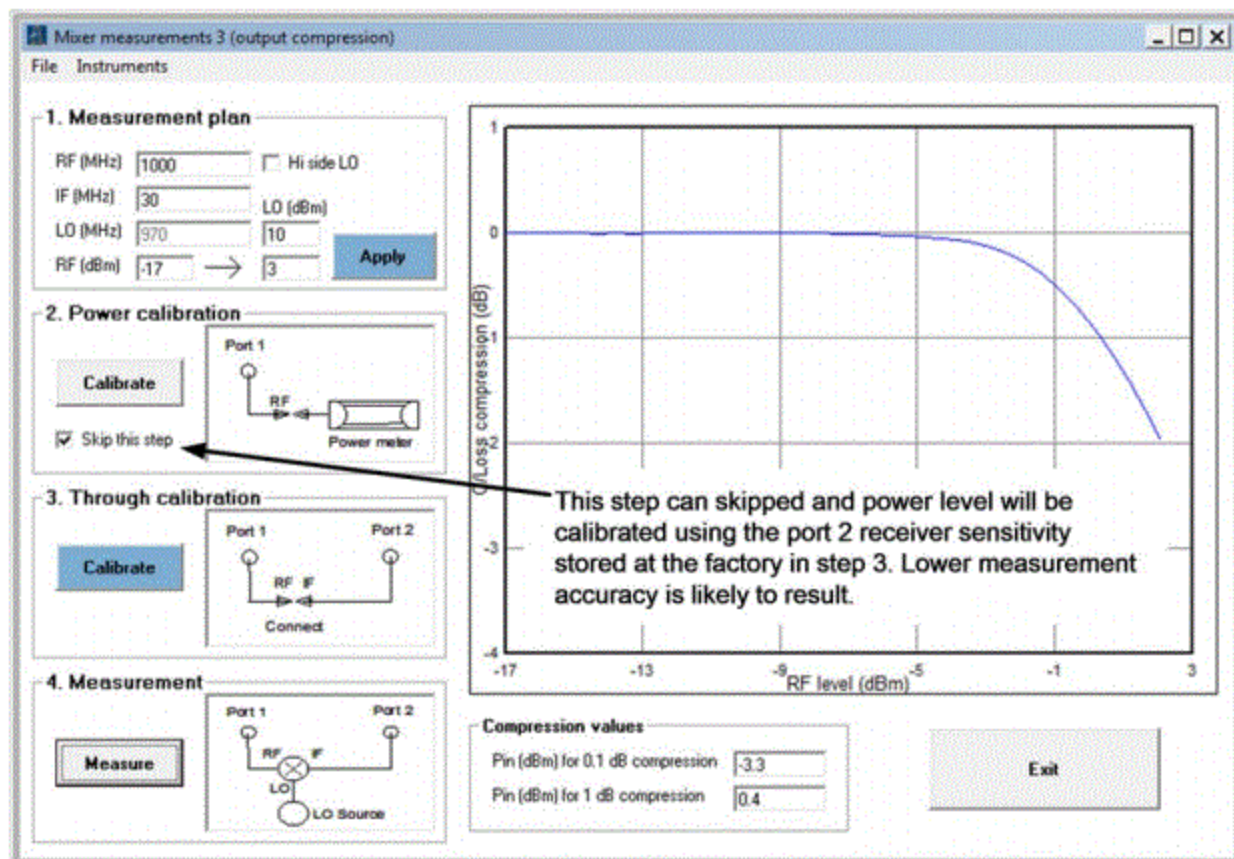 Mixer measurements 3 (output compression)
File Instruments
1. Measurement plan
RF (MHz) 1000 Hi side LO
IF (MHz) 30 LO (dBm)
LO (MHz) 970 10
RF (dBm) -17 3 Apply
2. Power calibration
Port 1
Calibrate
RF
Skip this step
Power meter
3. Through calibration
Port 1 Port 2
Calibrate
RF IF
Connect
4. Measurement
Port 1 Port 2
RF IF
Measure
LO
LO Source
1
0
-1
-2
-3
-4
/Loss compression (dB)
-17 -13 -9 -5 -1 3
RF level (dBm)
This step can skipped and power level will be
calibrated using the port 2 receiver sensitivity
stored at the factory in step 3. Lower measurement
accuracy is likely to result.
Compression values
Pin (dBm) for 0.1 dB compression -3.3
Pin (dBm) for 1 dB compression 0.4
Exit